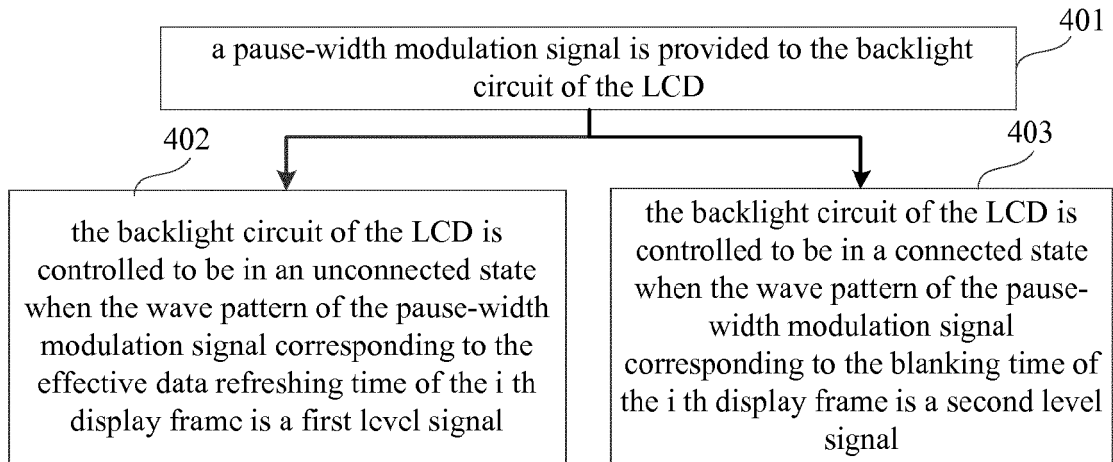 401
a pause-width modulation signal is provided to the backlight
circuit of the LCD
402
the backlight circuit of the LCD is
controlled to be in an unconnected state
when the wave pattern of the pause-width
modulation signal corresponding to the
effective data refreshing time of the i th
display frame is a first level signal
403
the backlight circuit of the LCD is
controlled to be in a connected state
when the wave pattern of the pause-
width modulation signal
corresponding to the blanking time of
the i th display frame is a second level
signal